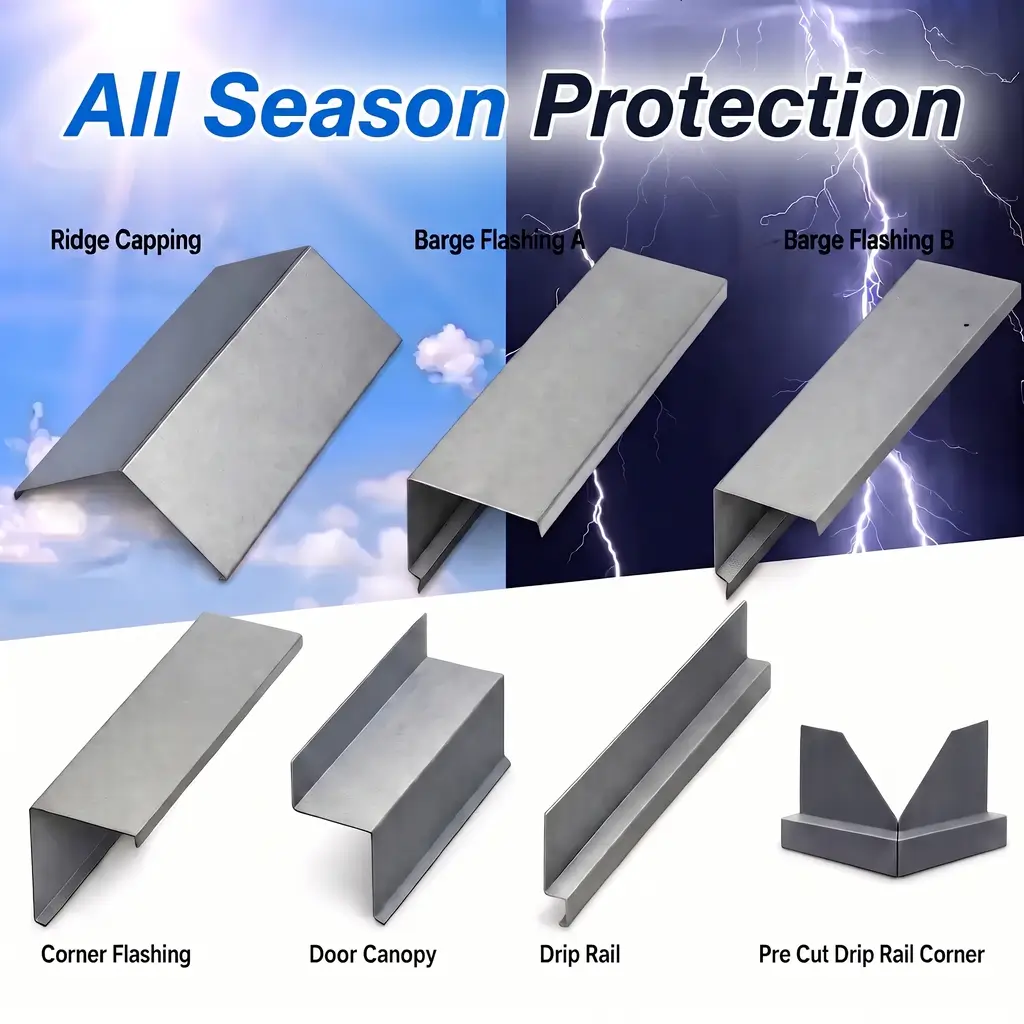 All Season Protection
Ridge Capping
Barge Flashing A
Barge Flashing B
Corner Flashing
Door Canopy
Drip Rail
Pre Cut Drip Rail Corner